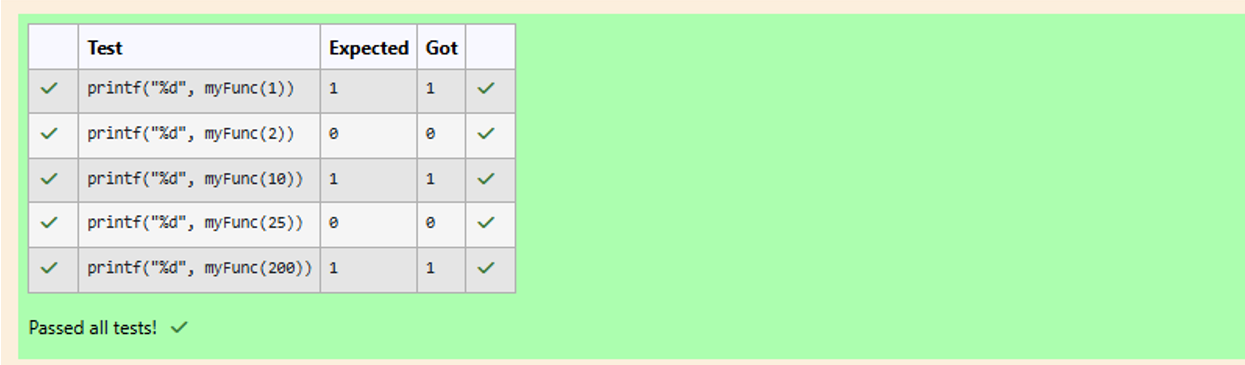 Test Expected Got
printf("%d", myFunc(1)) 1 1
printf("%d", myFunc(2)) 0 0
printf("%d", myFunc(10)) 1 1
printf("%d", myFunc(25)) 0 0
printf("%d", myFunc(200)) 1 1
Passed all tests!